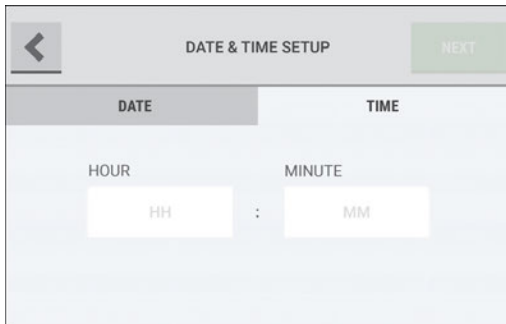 DATE & TIME SETUP NEXT
DATE TIME
HOUR MINUTE
HH : MM